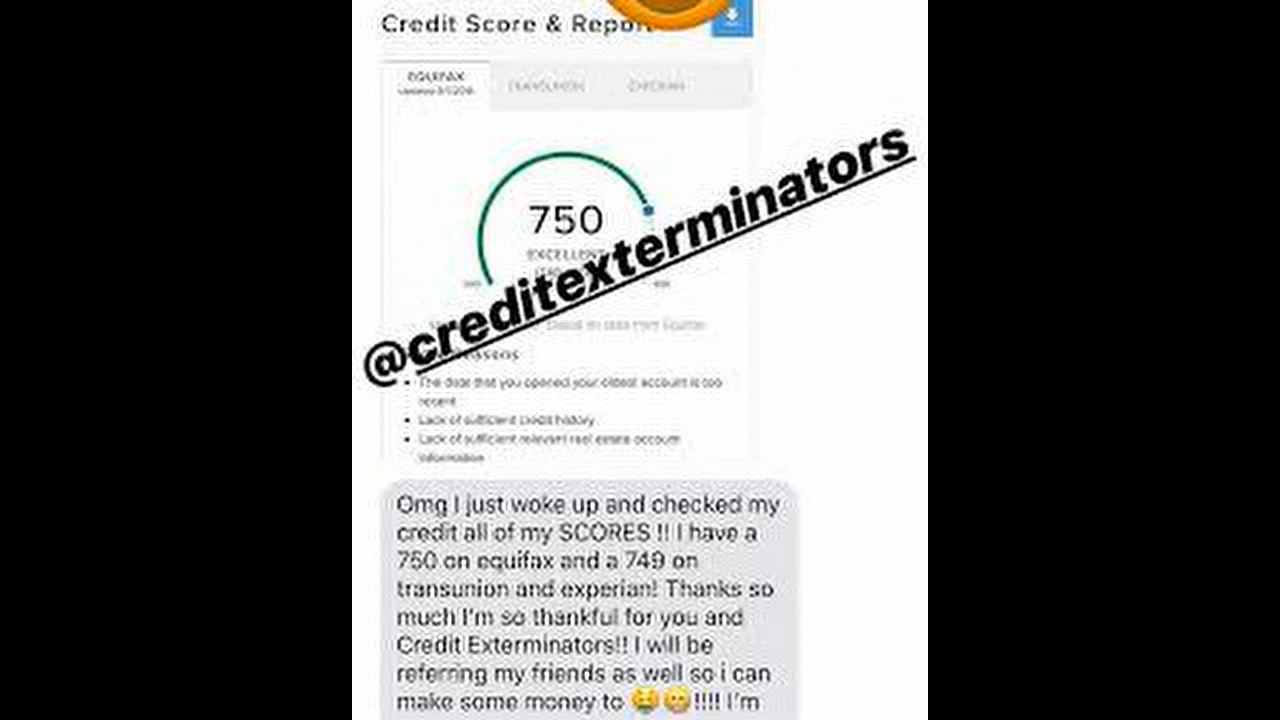 Credit Score & Report
EQUIFAX
TRANSUNION
EXPERIAN
750
EXCELLENT
@creditexterminators
The date that you opened your oldest account is too
recent
Lack of sufficient credit history
Lack of sufficient relevant real estate account
information
Omg I just woke up and checked my
credit all of my SCORES !! I have a
750 on equifax and a 749 on
transunion and experian! Thanks so
much I'm so thankful for you and
Credit Exterminators!! I will be
referring my friends as well so i can
make some money to 🤑😁!!!! I'm